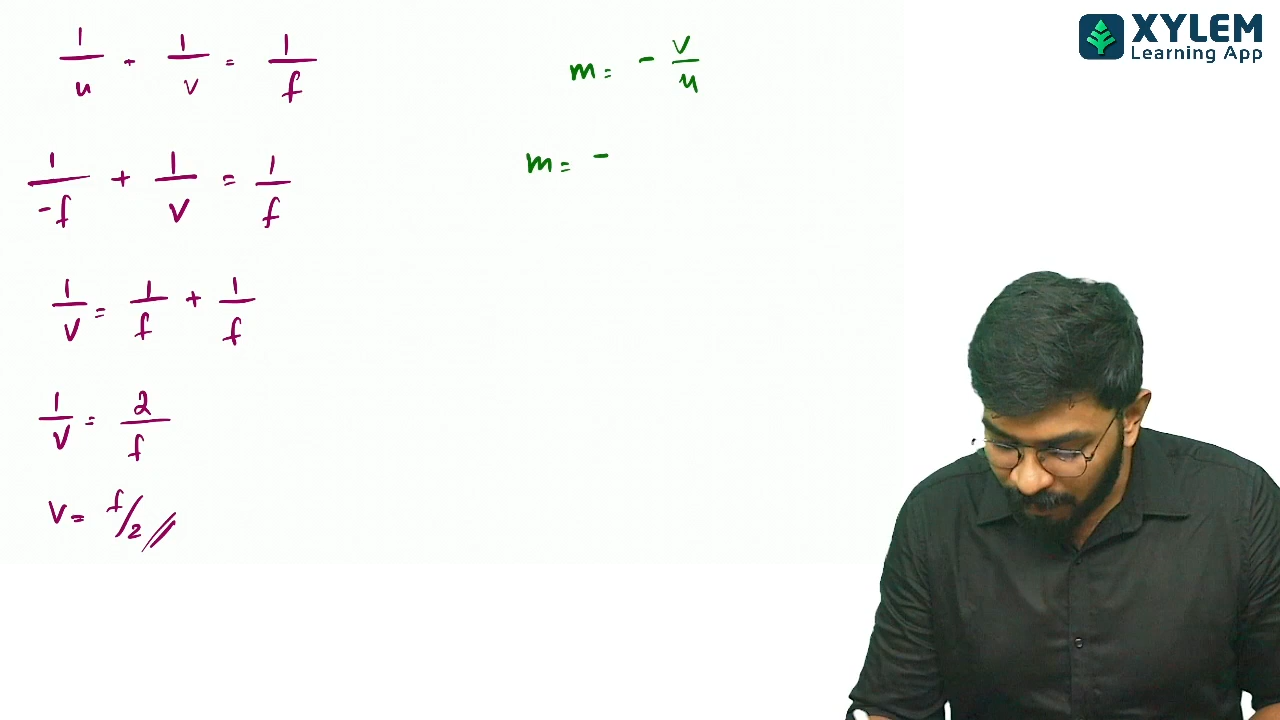 1/u + 1/v = 1/f
1/-f + 1/v = 1/f
1/v = 1/f + 1/f
1/v = 2/f
v = f/2
m = - v/u
m = -
XYLEM
Learning App